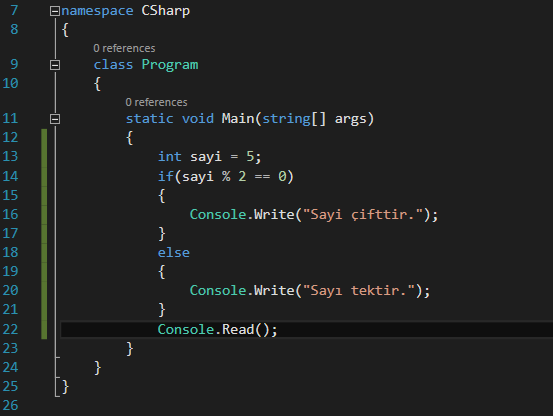 7 namespace CSharp
8 {
0 references
9 class Program
10 {
0 references
11 static void Main(string[] args)
12 {
13 int sayi = 5;
14 if(sayi % 2 == 0)
15 {
16 Console.Write("Sayi çifttir.");
17 }
18 else
19 {
20 Console.Write("Sayı tektir.");
21 }
22 Console.Read();
23 }
24 }
25 }
26